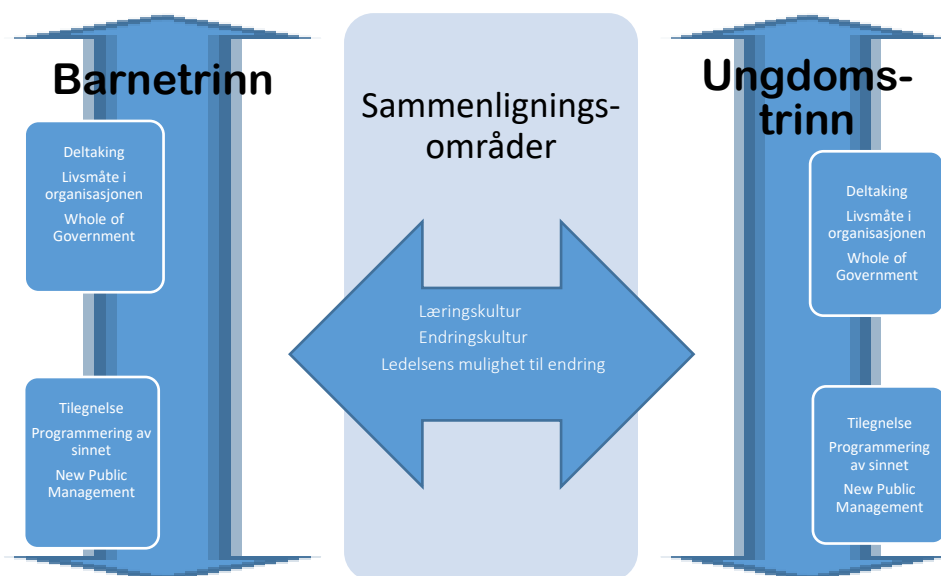 Barnetrinn
Deltaking
Livsmåte i
organisasjonen
Whole of
Government
Tilegnelse
Programmering av
sinnet
New Public
Management
Sammenlignings-
områder
Læringskultur
Endringskultur
Ledelsens mulighet til endring
Ungdoms-
trinn
Deltaking
Livsmåte i
organisasjonen
Whole of
Government
Tilegnelse
Programmering
av sinnet
New Public
Management